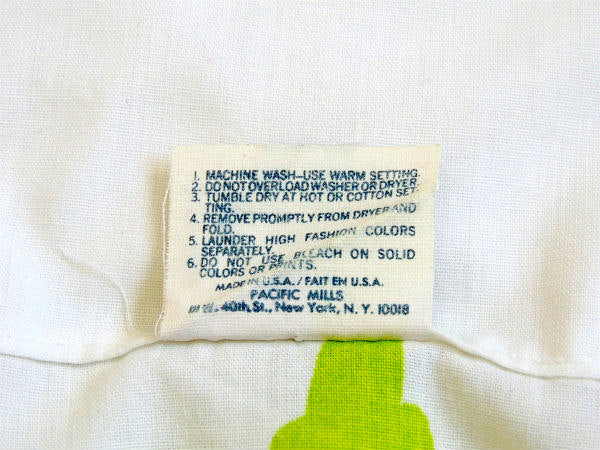 1. MACHINE WASH—USE WARM SETTING.
2. DO NOT OVERLOAD WASHER OR DRYER.
3. TUMBLE DRY AT HOT OR COTTON SET-
TING.
4. REMOVE PROMPTLY FROM DRYER AND
FOLD.
5. LAUNDER HIGH FASHION COLORS
SEPARATELY.
6. DO NOT USE BLEACH ON SOLID
COLORS OR PRINTS.
MADE IN U.S.A./FAIT EN U.S.A.
PACIFIC MILLS
W. 40th St., New York, N. Y. 10018